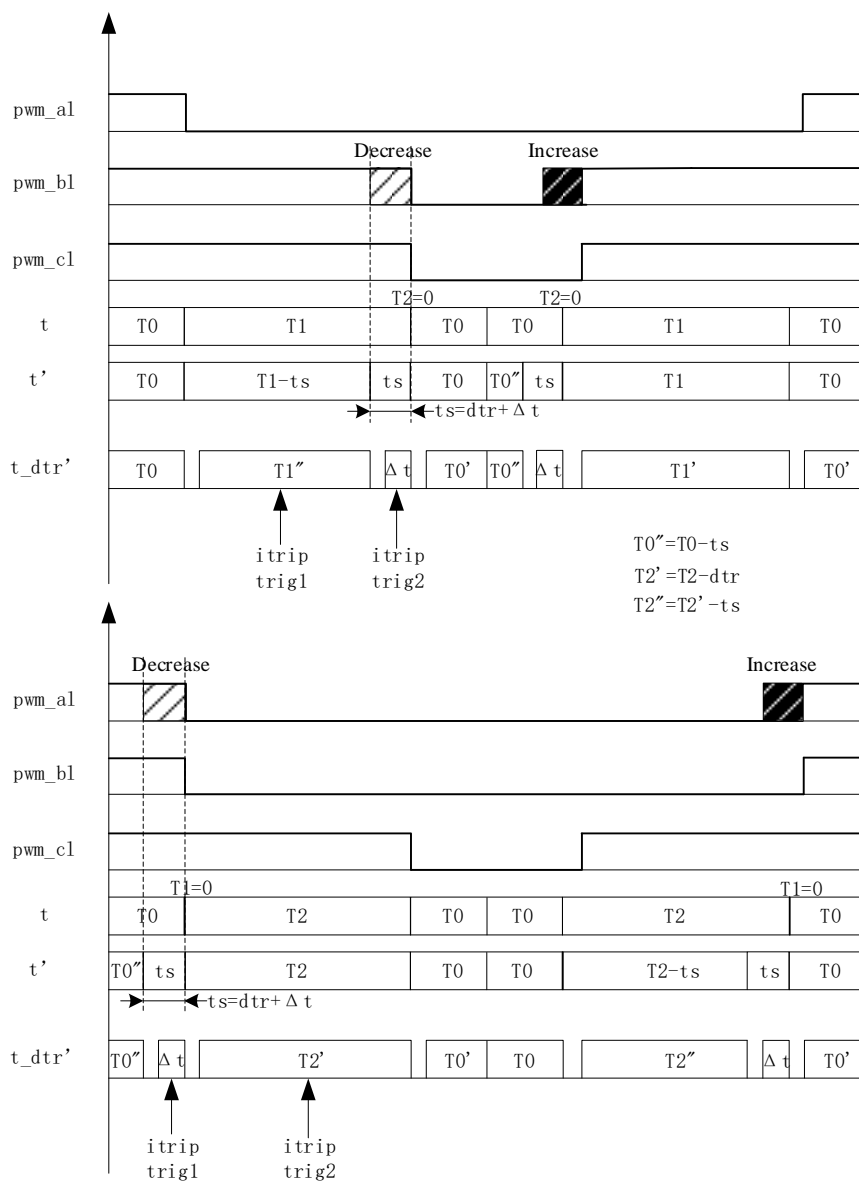 pwm_al
Decrease Increase
pwm_bl
pwm_cl
T2=0 T2=0
t T0 T1 T0 T0 T1 T0
t’ T0 T1-ts ts T0 T0″ ts T1 T0
ts=dtr+Δt
t_dtr’ T0 T1″ Δt T0’ T0″ Δt T1’ T0’
itrip itrip
trig1 trig2
T0″=T0-ts
T2’=T2-dtr
T2″=T2’-ts
Decrease Increase
pwm_al
pwm_bl
pwm_cl
T1=0 T1=0
t T0 T2 T0 T0 T2 T0
t’ T0″ ts T2 T0 T0 T2-ts ts T0
ts=dtr+Δt
t_dtr’ T0″ Δt T2’ T0’ T0 T2″ Δt T0’
itrip itrip
trig1 trig2